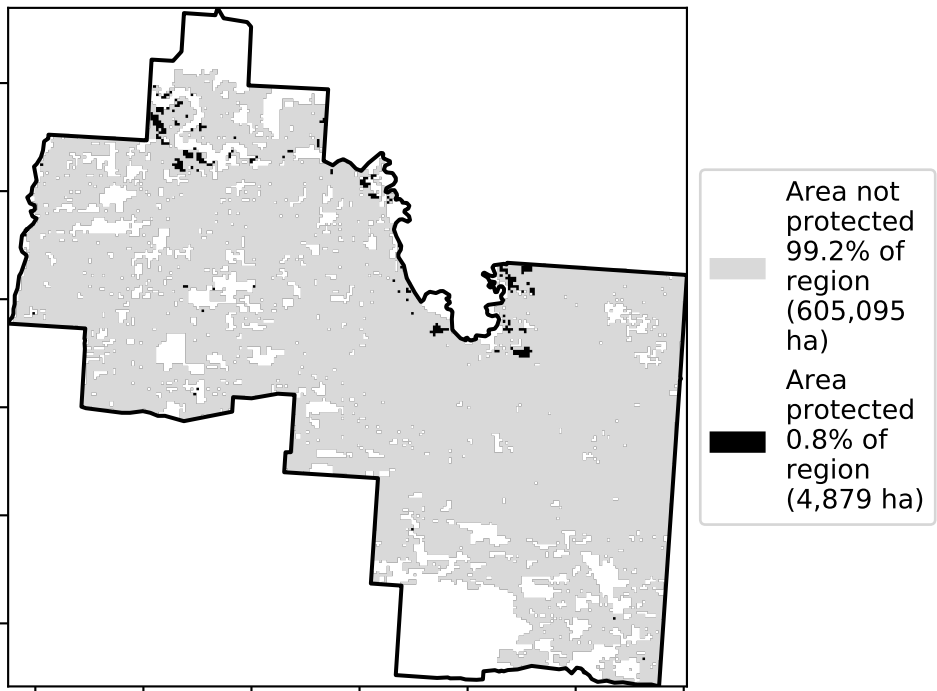 Area not
protected
99.2% of
region
(605,095
ha)
Area
protected
0.8% of
region
(4,879 ha)